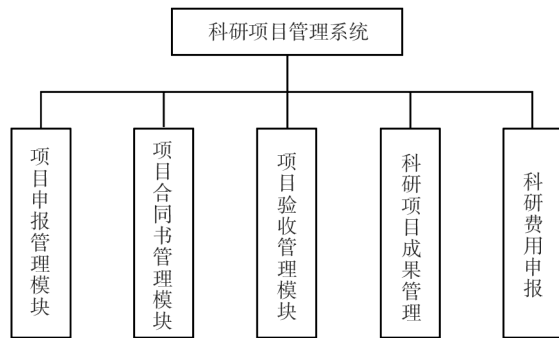 科研项目管理系统
项目申报管理模块
项目合同书管理模块
项目验收管理模块
科研项目成果管理
科研费用申报